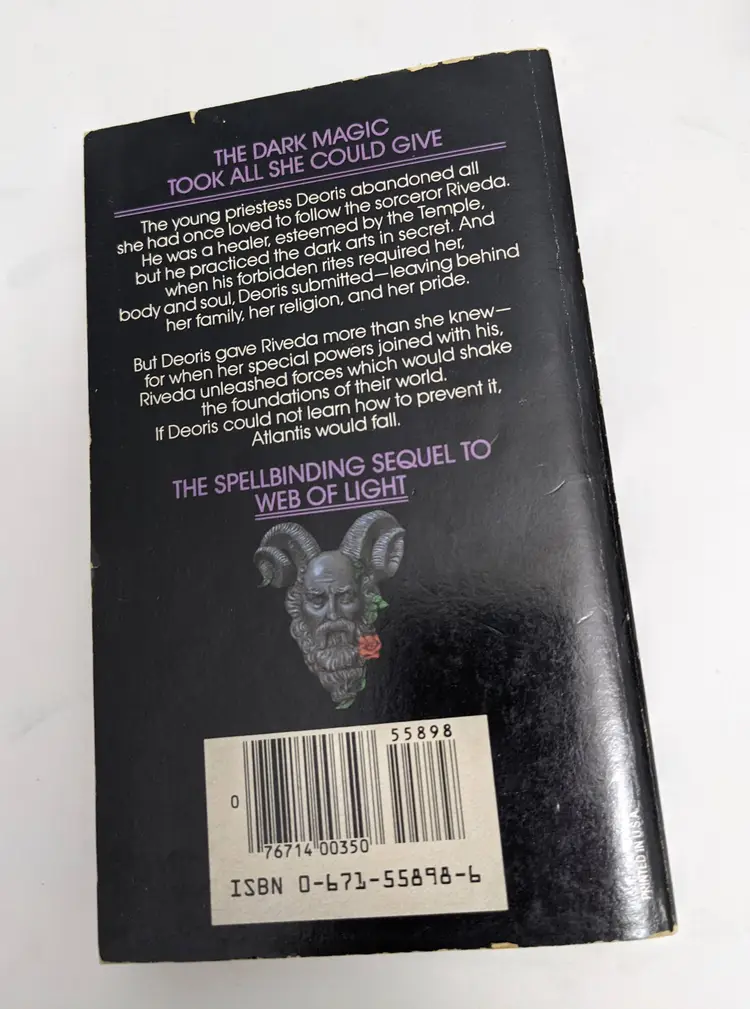 THE DARK MAGIC
TOOK ALL SHE COULD GIVE
The young priestess Deoris abandoned all
she had once loved to follow the sorceror Riveda.
He was a healer, esteemed by the Temple,
but he practiced the dark arts in secret. And
when his forbidden rites required her,
body and soul, Deoris submitted—leaving behind
her family, her religion, and her pride.
But Deoris gave Riveda more than she knew—
for when her special powers joined with his,
Riveda unleashed forces which would shake
the foundations of their world.
If Deoris could not learn how to prevent it,
Atlantis would fall.
THE SPELLBINDING SEQUEL TO
WEB OF LIGHT
55898
0
76714 00350
ISBN 0-671-55898-6
PRINTED IN U.S.A.